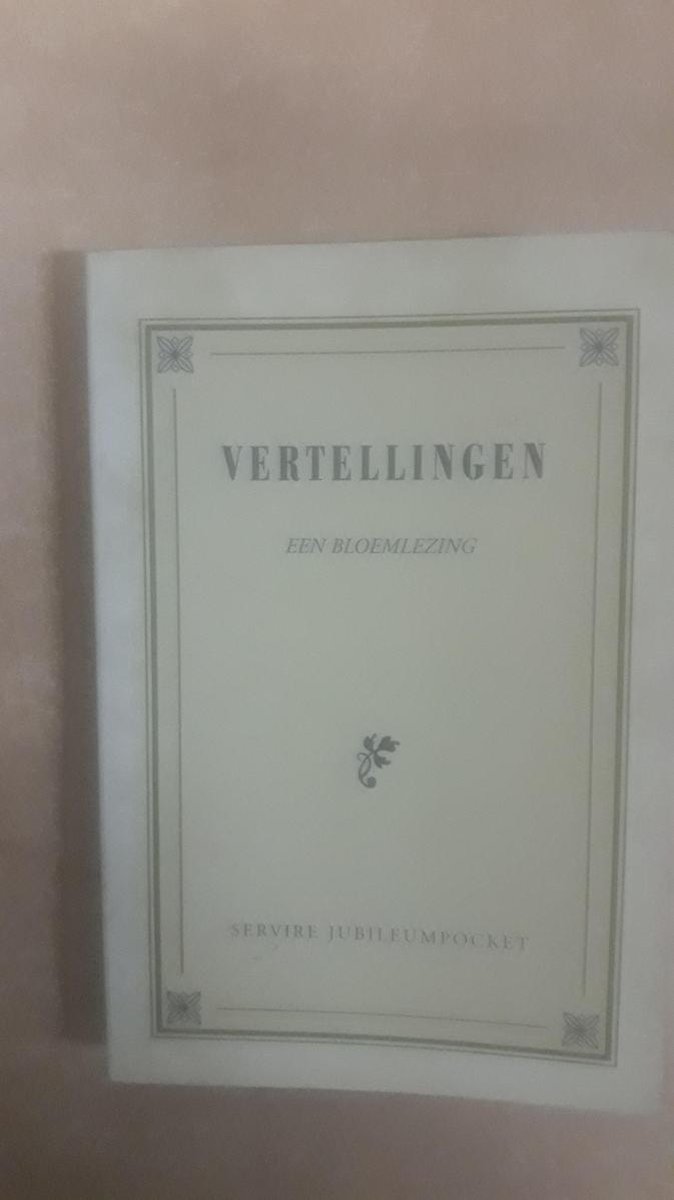 VERTELLINGEN
EEN BLOEMLEZING
SERVIRE JUBILEUMPOCKET